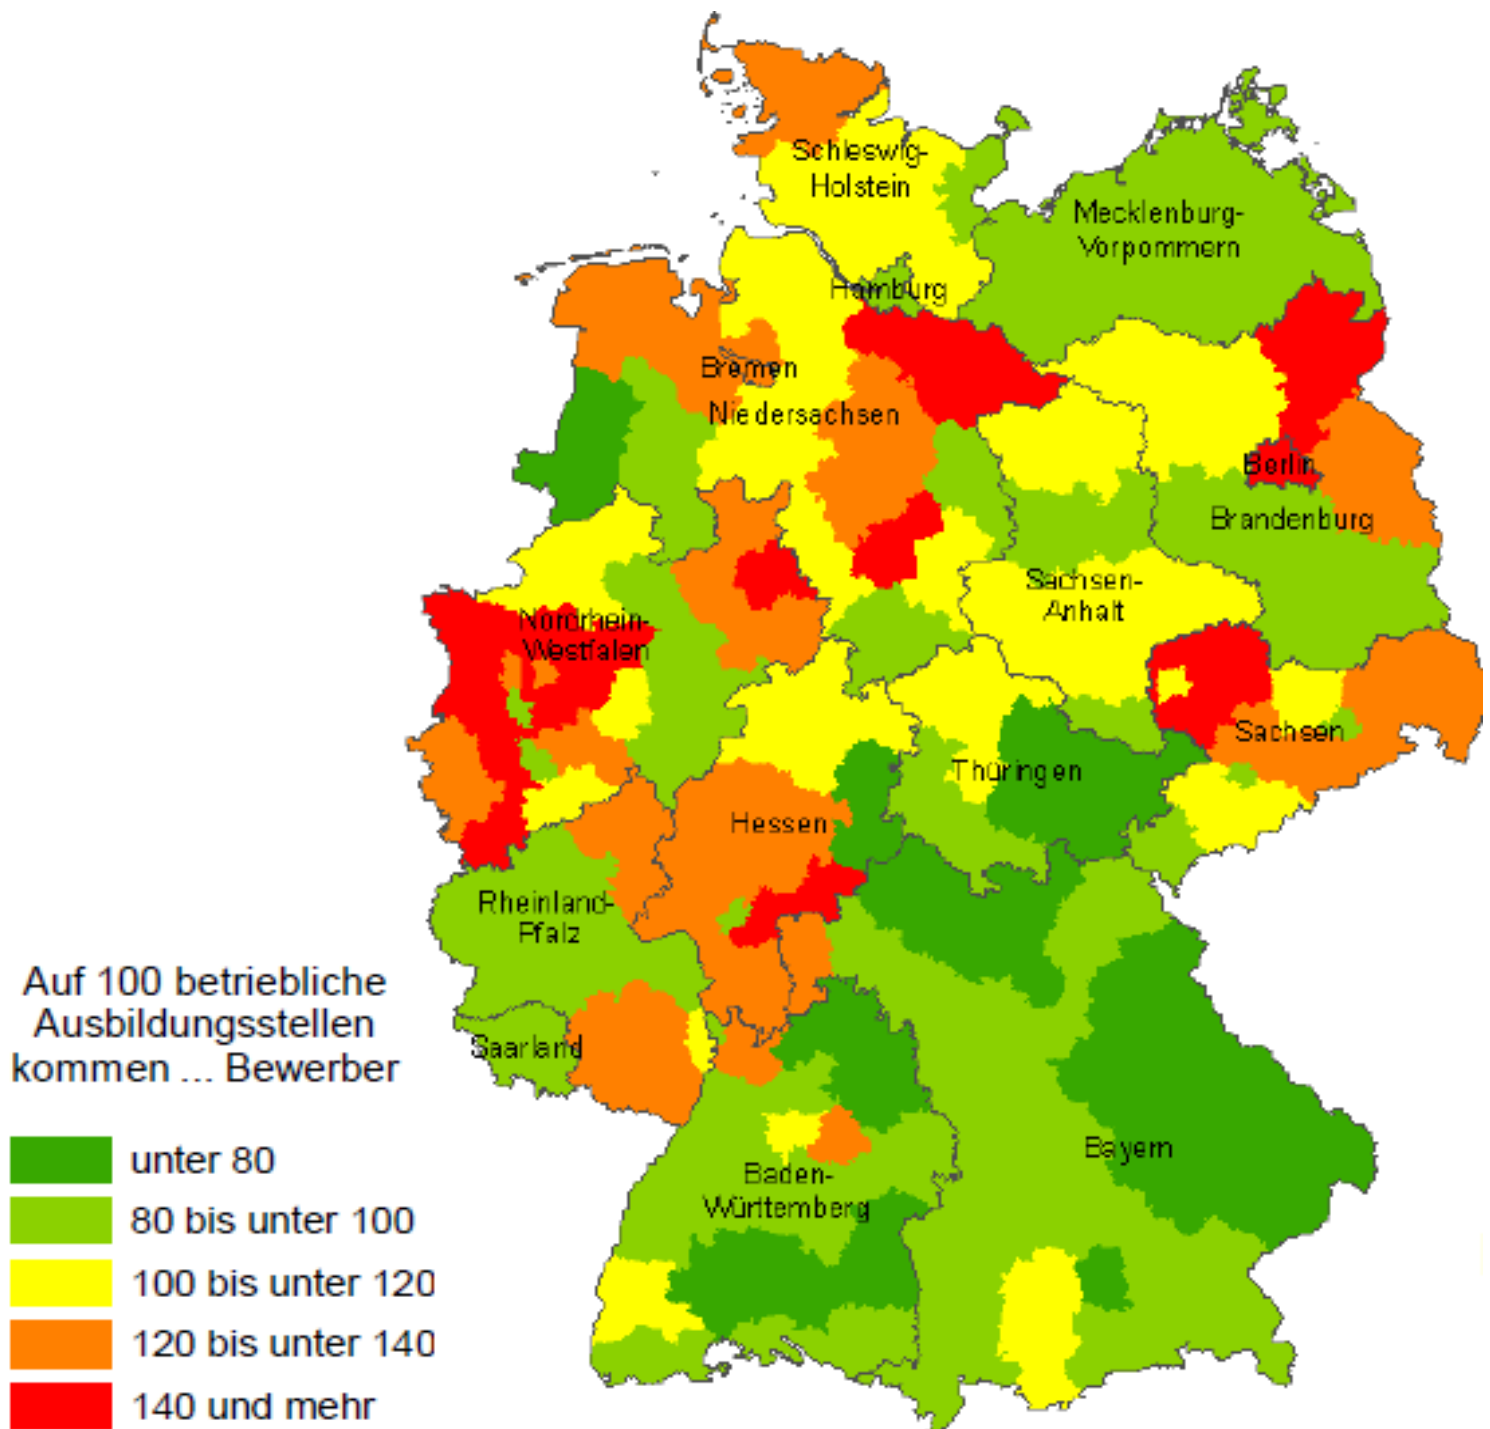 Schleswig-
Holstein
Mecklenburg-
Vorpommern
Hamburg
Bremen
Niedersachsen
Berlin
Brandenburg
Sachsen-
Anhalt
Nordrhein-
Westfalen
Sachsen
Thüringen
Hessen
Rheinland-
Pfalz
Saarland
Bayern
Baden-
Württemberg
Auf 100 betriebliche
Ausbildungsstellen
kommen ... Bewerber
unter 80
80 bis unter 100
100 bis unter 120
120 bis unter 140
140 und mehr